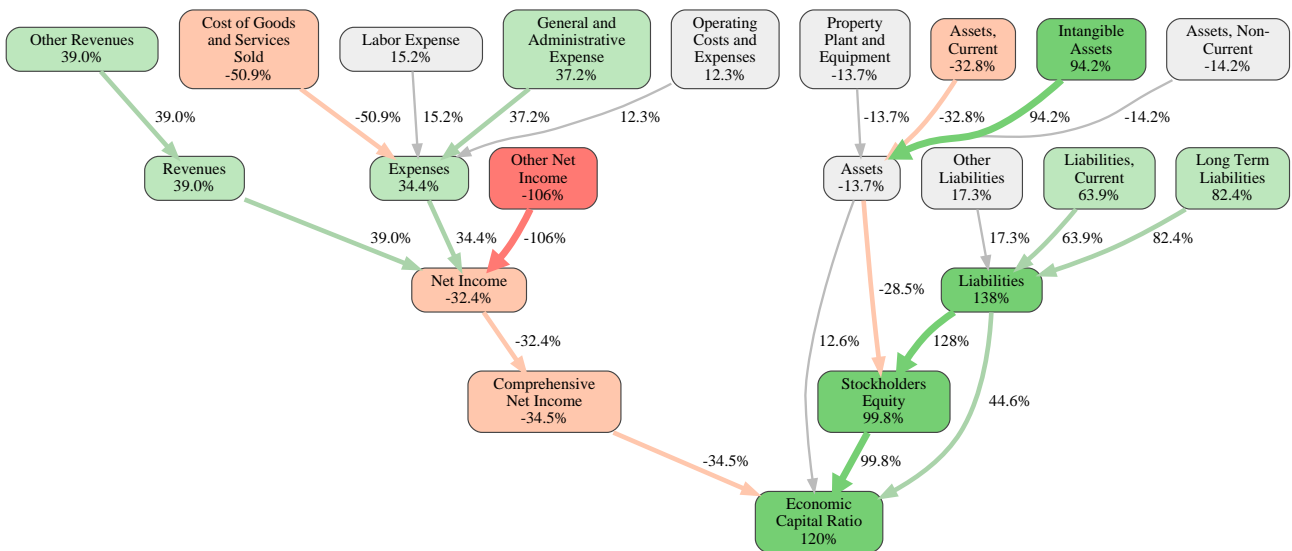 Other Revenues
39.0%
Cost of Goods
and Services
Sold
-50.9%
Labor Expense
15.2%
General and
Administrative
Expense
37.2%
Operating
Costs and
Expenses
12.3%
Property
Plant and
Equipment
-13.7%
Assets,
Current
-32.8%
Intangible
Assets
94.2%
Assets, Non-
Current
-14.2%
39.0%
-50.9%
15.2%
37.2%
12.3%
-13.7%
-32.8%
94.2%
-14.2%
Revenues
39.0%
Expenses
34.4%
Other Net
Income
-106%
Assets
-13.7%
Other
Liabilities
17.3%
Liabilities,
Current
63.9%
Long Term
Liabilities
82.4%
39.0%
34.4%
-106%
17.3%
63.9%
82.4%
Net Income
-32.4%
-28.5%
Liabilities
138%
-32.4%
12.6%
128%
Comprehensive
Net Income
-34.5%
Stockholders
Equity
99.8%
44.6%
-34.5%
99.8%
Economic
Capital Ratio
120%